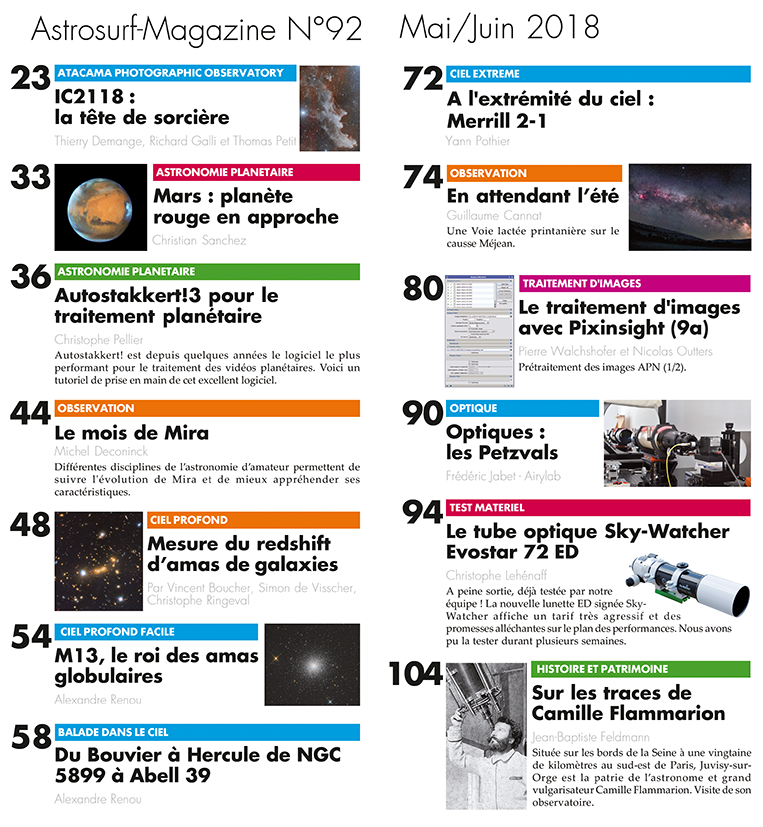 Astrosurf-Magazine N°92
Mai/Juin 2018
23
ATACAMA PHOTOGRAPHIC OBSERVATORY
IC2118 :
la tête de sorcière
Thierry Demange, Richard Galli et Thomas Petit
33
ASTRONOMIE PLANETAIRE
Mars : planète
rouge en approche
Christian Sanchez
36
ASTRONOMIE PLANETAIRE
Autostakkert!3 pour le
traitement planétaire
Christophe Pellier
Autostakkert! est depuis quelques années le logiciel le plus
performant pour le traitement des vidéos planétaires. Voici un
tutoriel de prise en main de cet excellent logiciel.
44
OBSERVATION
Le mois de Mira
Michel Deconinck
Différentes disciplines de l'astronomie d'amateur permettent de
suivre l'évolution de Mira et de mieux appréhender ses
caractéristiques.
48
CIEL PROFOND
Mesure du redshift
d'amas de galaxies
Par Vincent Boucher, Simon de Visscher,
Christophe Ringeval
54
CIEL PROFOND FACILE
M13, le roi des amas
globulaires
Alexandre Renou
58
BALADE DANS LE CIEL
Du Bouvier à Hercule de NGC
5899 à Abell 39
Alexandre Renou
72
CIEL EXTREME
A l'extrémité du ciel :
Merrill 2-1
Yann Pothier
74
OBSERVATION
En attendant l'été
Guillaume Cannat
Une Voie lactée printanière sur le
causse Méjean.
80
TRAITEMENT D'IMAGES
Le traitement d'images
avec Pixinsight (9a)
Pierre Walchshofer et Nicolas Outters
Prétraitement des images APN (1/2).
90
OPTIQUE
Optiques :
les Petzvals
Frédéric Jabet - Airylab
94
TEST MATERIEL
Le tube optique Sky-Watcher
Evostar 72 ED
Christophe Lehénaff
A peine sortie, déjà testée par notre
équipe ! La nouvelle lunette ED signée Sky-
Watcher affiche un tarif très agressif et des
promesses alléchantes sur le plan des performances. Nous avons
pu la tester durant plusieurs semaines.
104
HISTOIRE ET PATRIMOINE
Sur les traces de
Camille Flammarion
Jean-Baptiste Feldmann
Située sur les bords de la Seine à une vingtaine
de kilomètres au sud-est de Paris, Juvisy-sur-
Orge est la patrie de l'astronome et grand
vulgarisateur Camille Flammarion. Visite de son
observatoire.